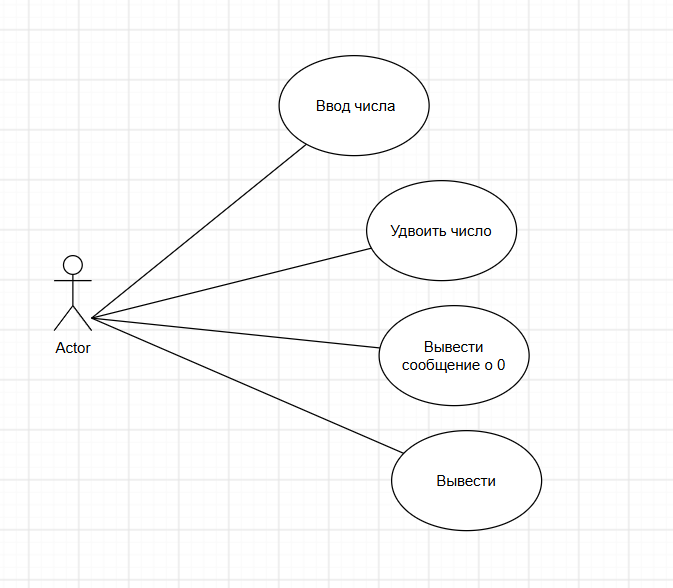 Ввод числа
Удвоить число
Actor
Вывести
сообщение о 0
Вывести